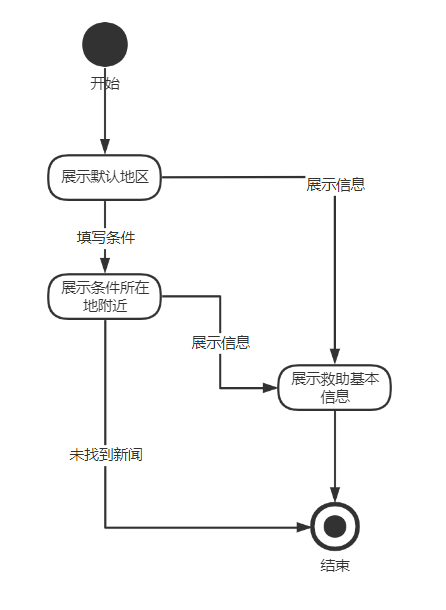 开始
展示默认地区
展示信息
填写条件
展示条件所在
地附近
展示信息
展示救助基本
信息
未找到新闻
结束